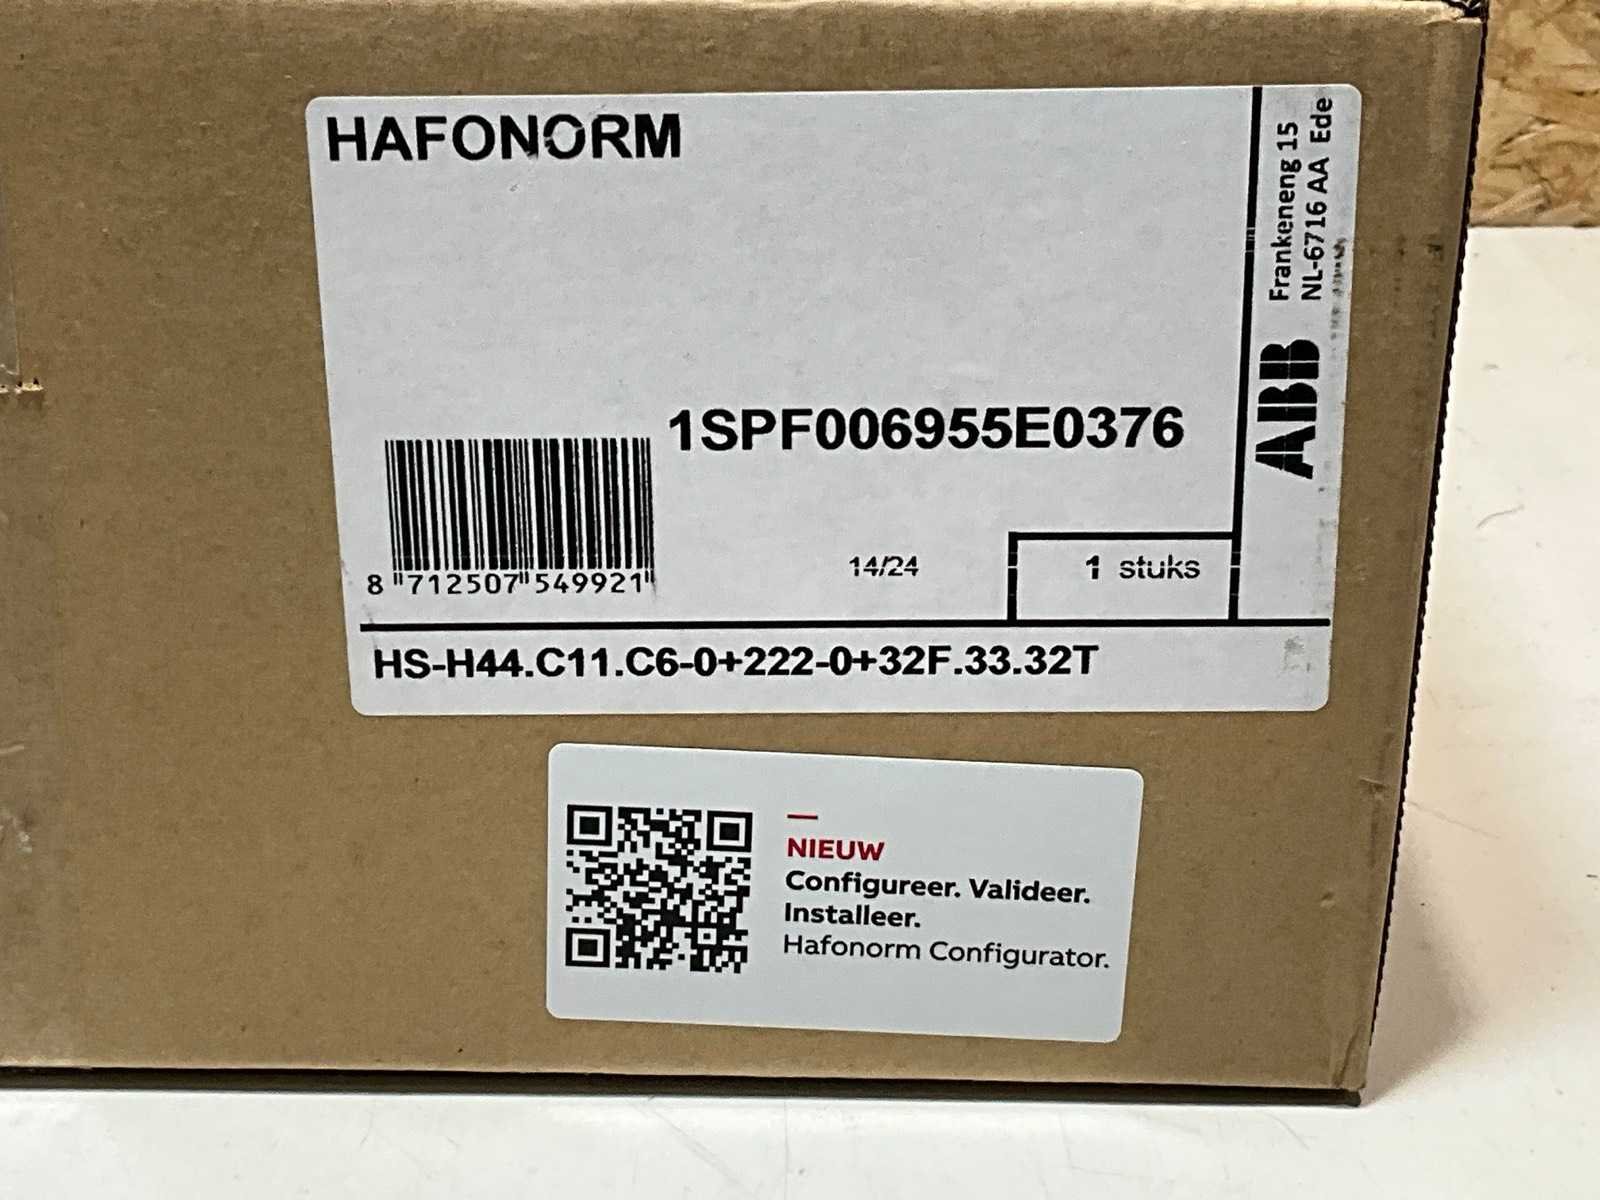 HAFONORM
Frankeneng 15
NL-6716 AA Ede
ABB
1SPF006955E0376
8 712507 549921
14/24
1 stuks
HS-H44.C11.C6-0+222-0+32F.33.32T
NIEUW
Configureer. Valideer.
Installeer.
Hafonorm Configurator.